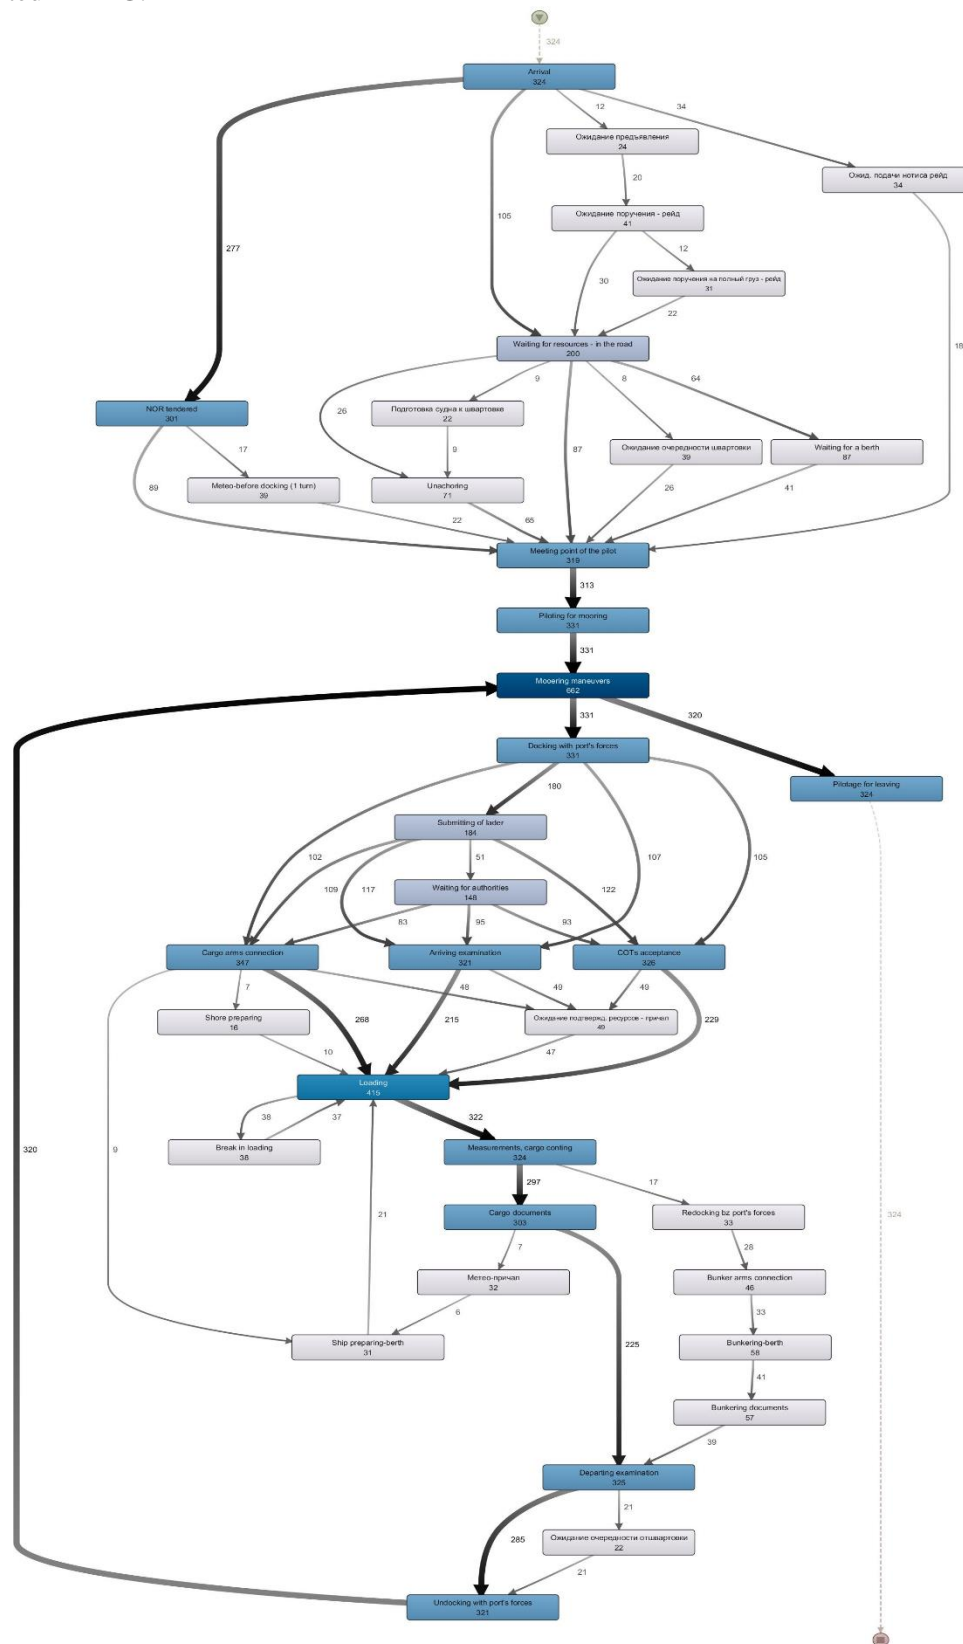 324
Arrival
324
12
34
Ожидание предъявления
24
Ожид. подачи нотиса рейд
34
20
105
Ожидание поручения - рейд
41
277
12
30
Ожидание поручения на полный груз - рейд
31
22
18
Waiting for resources - in the road
200
9
8
64
26
NOR tendered
301
Подготовка судна к швартовке
22
17
9
87
Ожидание очередности швартовки
39
Waiting for a berth
87
89
Meteo-before docking (1 turn)
39
Unachoring
71
26
41
22
65
Meeting point of the pilot
319
313
Piloting for mooring
331
331
Mooering maneuvers
662
331
320
Docking with port's forces
331
Pilotage for leaving
324
180
Submitting of lader
184
102
51
107
105
109
117
122
Waiting for authorities
148
83
95
93
Cargo arms connection
347
Arriving examination
321
COTs acceptance
326
7
48
49
49
Shore preparing
16
268
215
Ожидание подтвержд. ресурсов - причал
49
229
10
47
Loading
415
38
37
322
320
9
Break in loading
38
Measurements, cargo conting
324
297
17
21
Cargo documents
303
Redocking bz port's forces
33
324
7
28
Метео-причал
32
Bunker arms connection
46
6
33
Ship preparing-berth
31
225
Bunkering-berth
58
41
Bunkering documents
57
39
Departing examination
325
21
285
Ожидание очередности отшвартовки
22
21
Undocking with port's forces
321